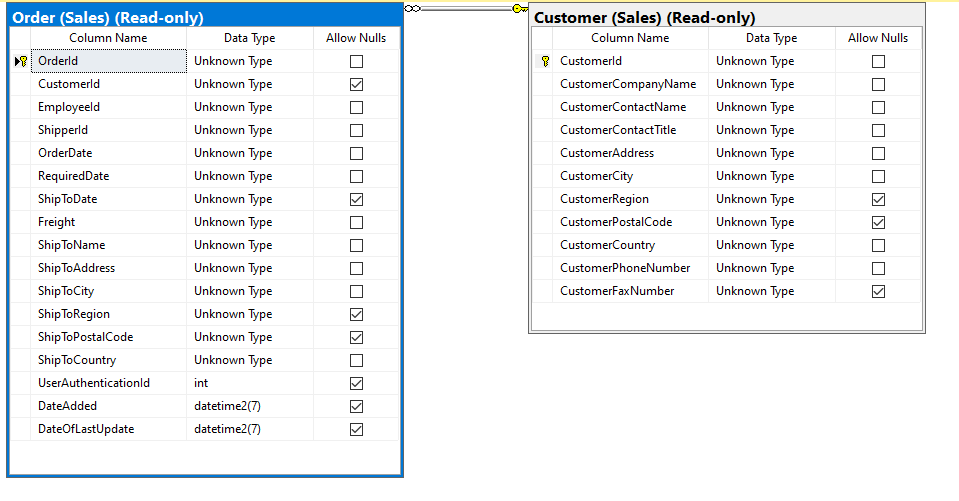 Order (Sales) (Read-only)
Column Name Data Type Allow Nulls
OrderId Unknown Type
CustomerId Unknown Type
EmployeeId Unknown Type
ShipperId Unknown Type
OrderDate Unknown Type
RequiredDate Unknown Type
ShipToDate Unknown Type
Freight Unknown Type
ShipToName Unknown Type
ShipToAddress Unknown Type
ShipToCity Unknown Type
ShipToRegion Unknown Type
ShipToPostalCode Unknown Type
ShipToCountry Unknown Type
UserAuthenticationId int
DateAdded datetime2(7)
DateOfLastUpdate datetime2(7)
Customer (Sales) (Read-only)
Column Name Data Type Allow Nulls
CustomerId Unknown Type
CustomerCompanyName Unknown Type
CustomerContactName Unknown Type
CustomerContactTitle Unknown Type
CustomerAddress Unknown Type
CustomerCity Unknown Type
CustomerRegion Unknown Type
CustomerPostalCode Unknown Type
CustomerCountry Unknown Type
CustomerPhoneNumber Unknown Type
CustomerFaxNumber Unknown Type